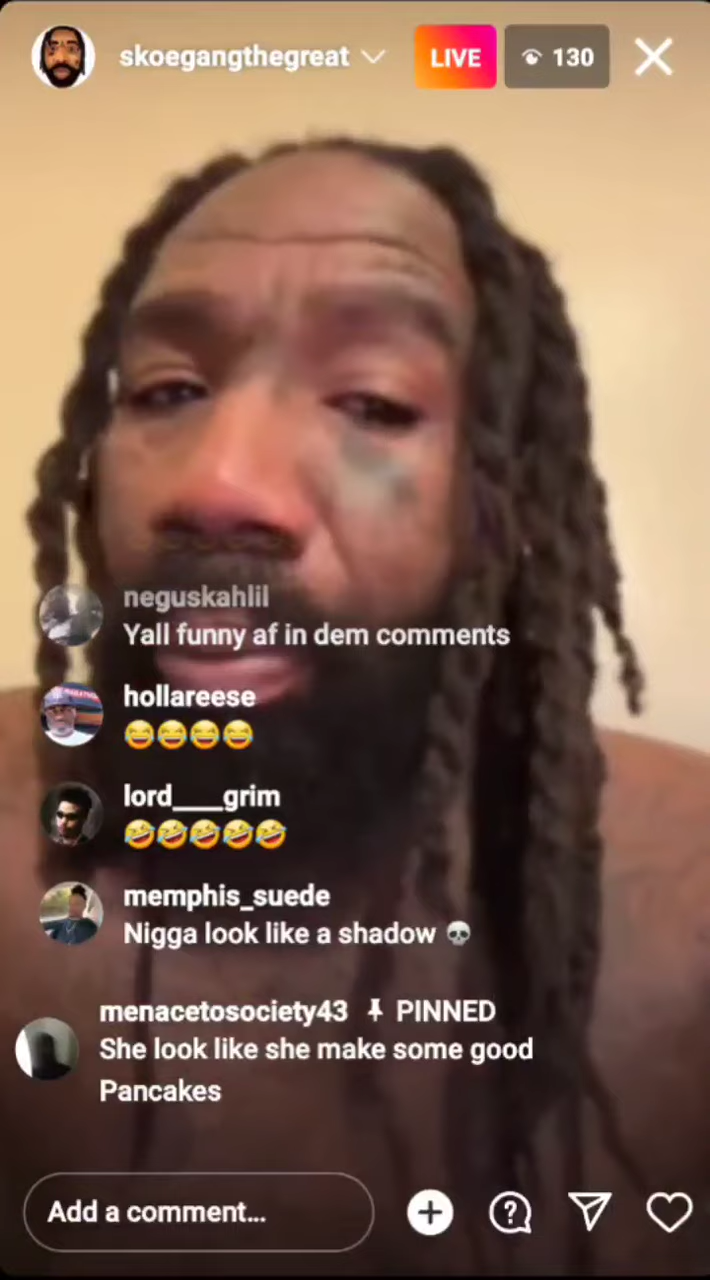 skoegangthegreat
LIVE
130
neguskahlil
Yall funny af in dem comments
hollareese
😂😂😂😂
lord___grim
🤣🤣🤣🤣🤣
memphis_suede
Nigga look like a shadow 💀
menacetosociety43 📌 PINNED
She look like she make some good
Pancakes
Add a comment...